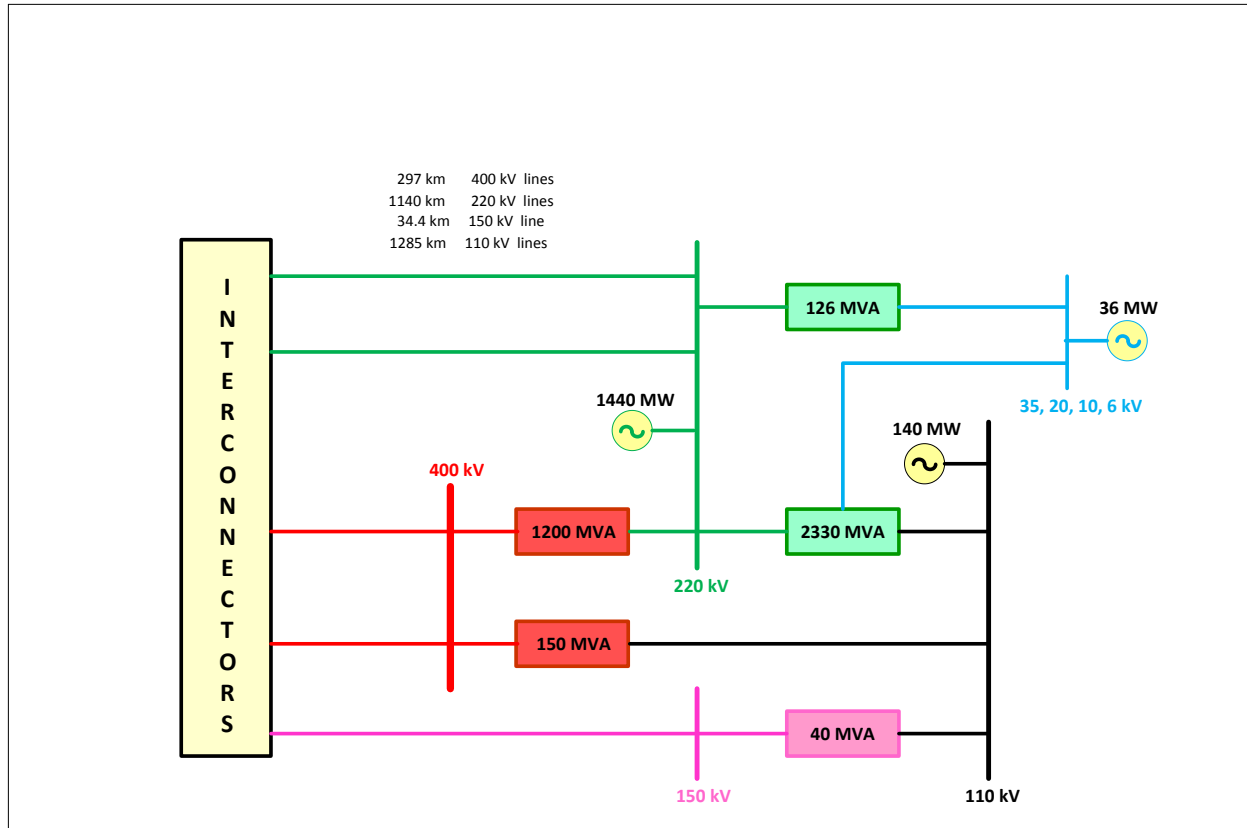 297 km 400 kV lines
1140 km 220 kV lines
34.4 km 150 kV line
1285 km 110 kV lines
INTERCONNECTORS
126 MVA
36 MW
35, 20, 10, 6 kV
1440 MW
140 MW
400 kV
1200 MVA
2330 MVA
220 kV
150 MVA
40 MVA
150 kV
110 kV